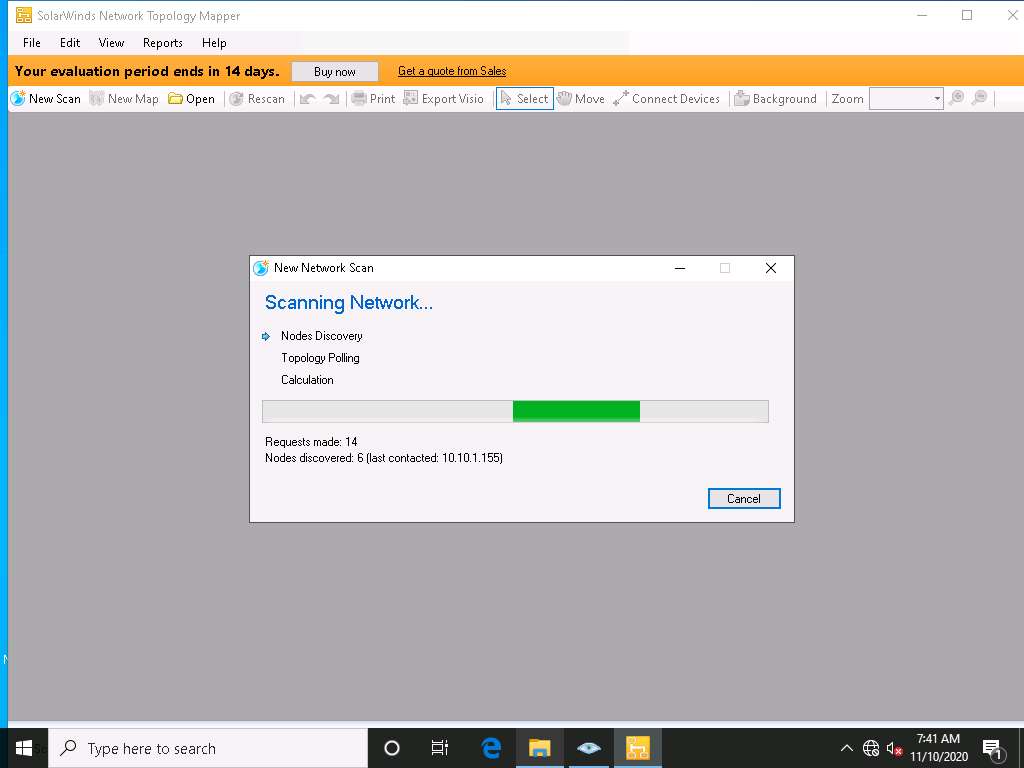 SolarWinds Network Topology Mapper
File Edit View Reports Help
Your evaluation period ends in 14 days. Buy now Get a quote from Sales
New Scan New Map Open Rescan Print Export Visio Select Move Connect Devices Background Zoom
New Network Scan
Scanning Network...
Nodes Discovery
Topology Polling
Calculation
Requests made: 14
Nodes discovered: 6 (last contacted: 10.10.1.155)
Cancel
N
Type here to search
7:41 AM
11/10/2020
1